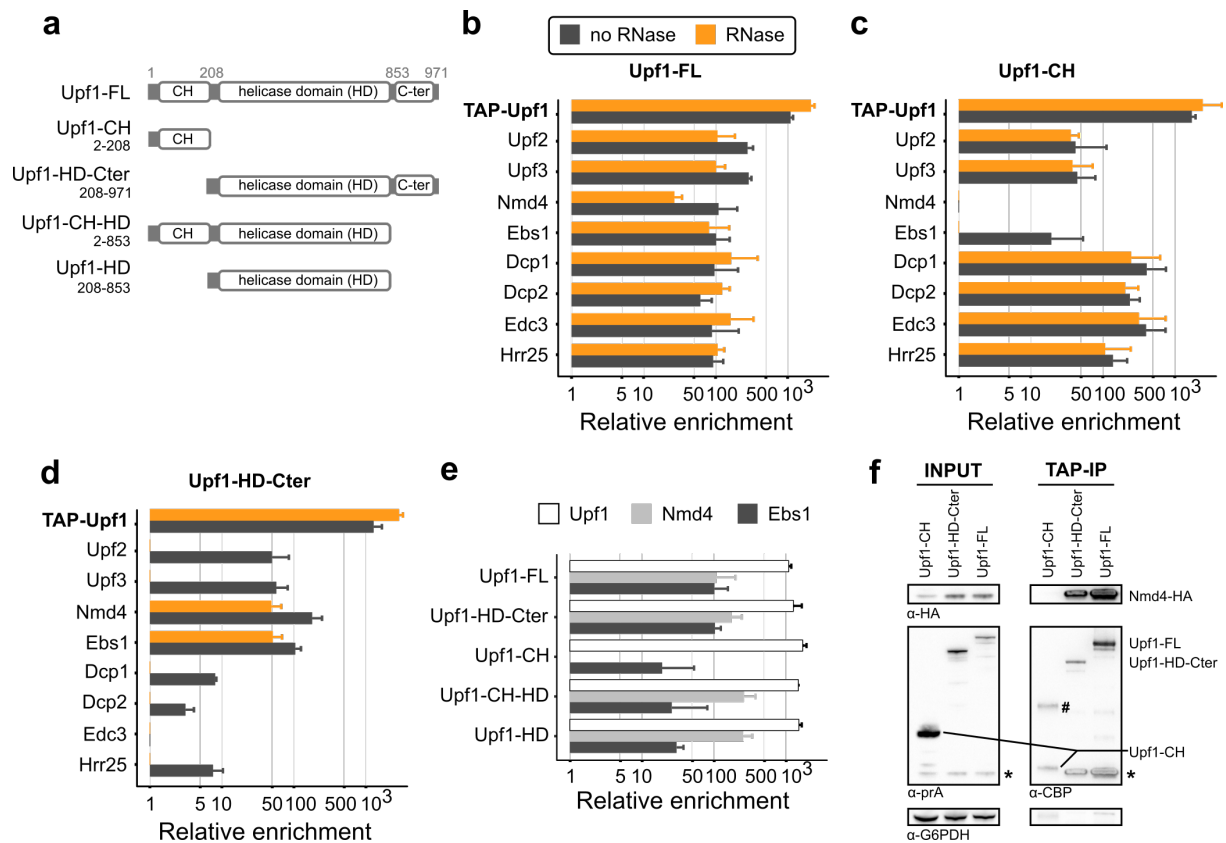 a
1 208 853 971
Upf1-FL CH helicase domain (HD) C-ter
Upf1-CH CH
2-208
Upf1-HD-Cter helicase domain (HD) C-ter
208-971
Upf1-CH-HD CH helicase domain (HD)
2-853
Upf1-HD helicase domain (HD)
208-853
no RNase RNase
b
Upf1-FL
TAP-Upf1
Upf2
Upf3
Nmd4
Ebs1
Dcp1
Dcp2
Edc3
Hrr25
1 5 10 50 100 500 10³
Relative enrichment
c
Upf1-CH
TAP-Upf1
Upf2
Upf3
Nmd4
Ebs1
Dcp1
Dcp2
Edc3
Hrr25
1 5 10 50 100 500 10³
Relative enrichment
d
Upf1-HD-Cter
TAP-Upf1
Upf2
Upf3
Nmd4
Ebs1
Dcp1
Dcp2
Edc3
Hrr25
1 5 10 50 100 500 10³
Relative enrichment
e
Upf1 Nmd4 Ebs1
Upf1-FL
Upf1-HD-Cter
Upf1-CH
Upf1-CH-HD
Upf1-HD
1 5 10 50 100 500 10³
Relative enrichment
f
INPUT TAP-IP
Upf1-CH
Upf1-HD-Cter
Upf1-FL
Upf1-CH
Upf1-HD-Cter
Upf1-FL
Nmd4-HA
α-HA
Upf1-FL
Upf1-HD-Cter
#
Upf1-CH
* *
α-prA α-CBP
α-G6PDH